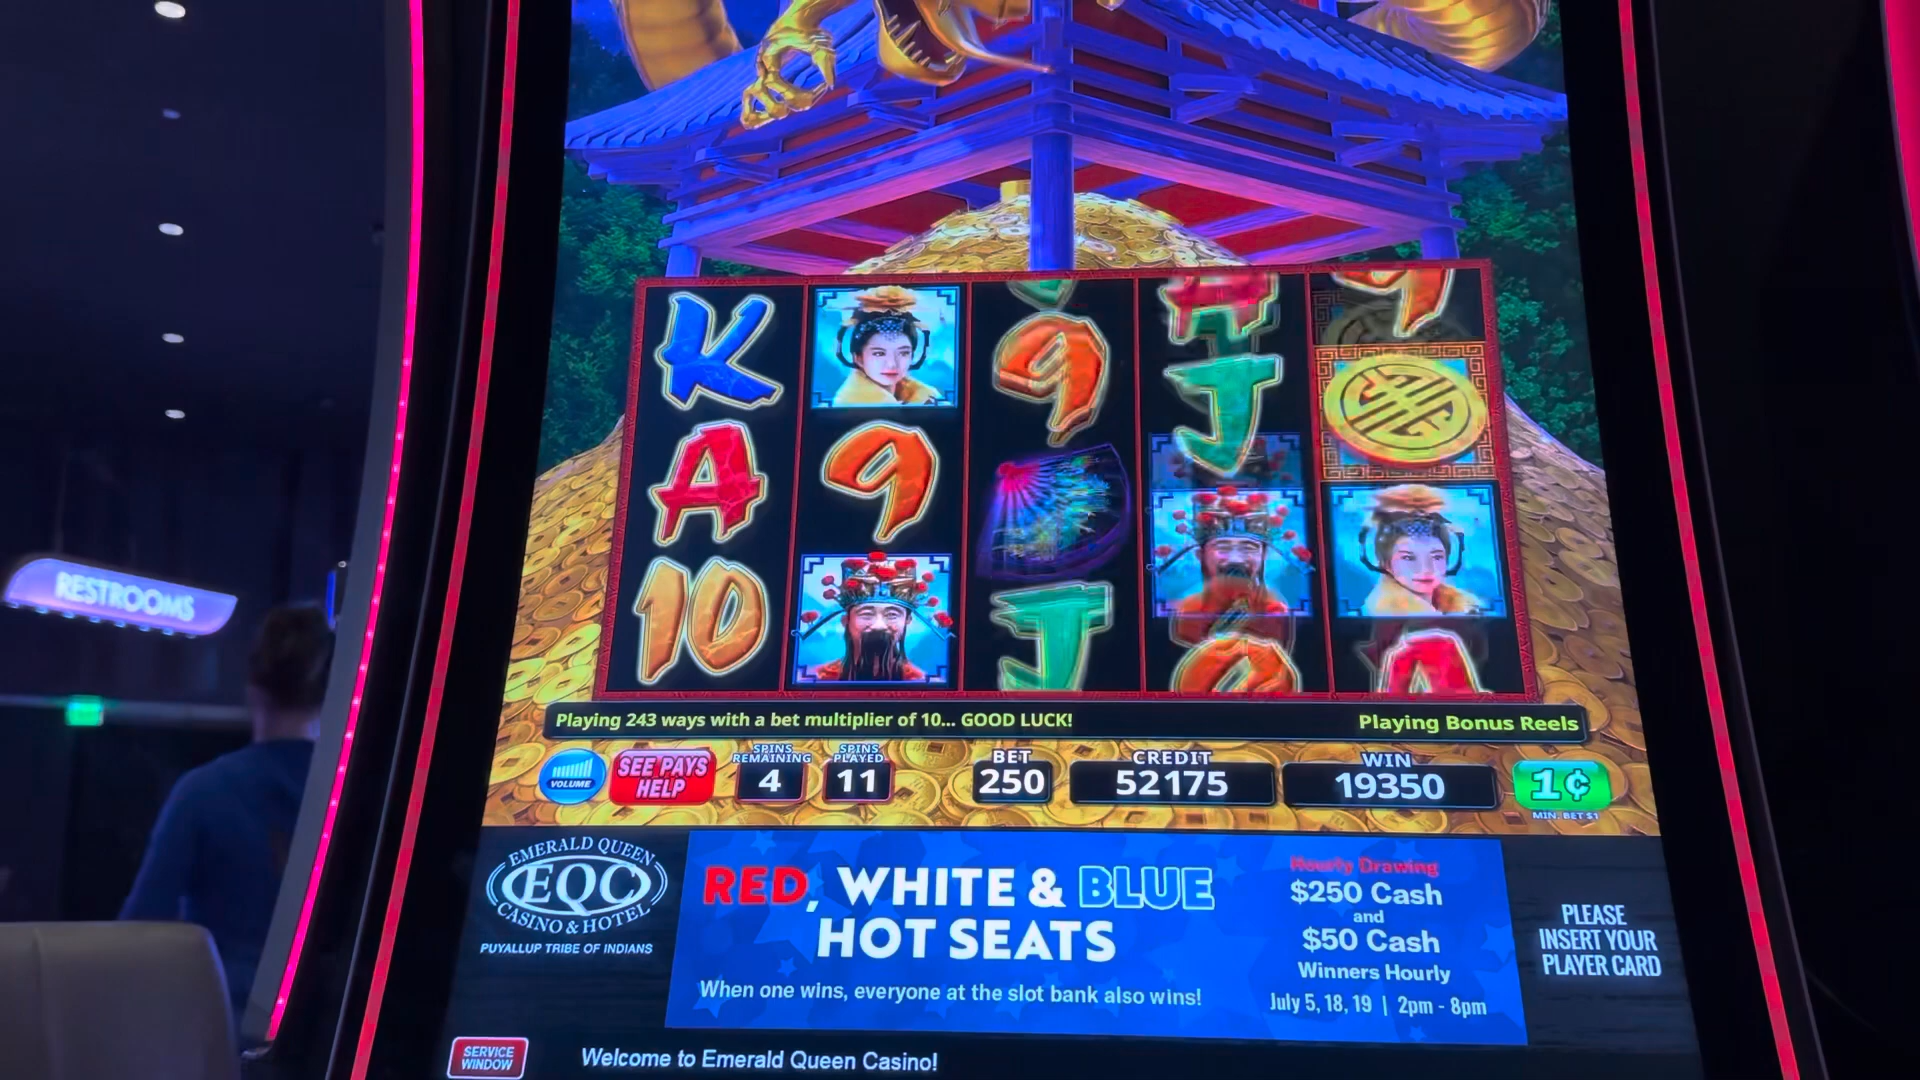 K
9
J
9
A
9
10
J
A
RESTROOMS
Playing 243 ways with a bet multiplier of 10... GOOD LUCK!
Playing Bonus Reels
VOLUME
SEE PAYS
HELP
SPINS
REMAINING
4
SPINS
PLAYED
11
BET
250
CREDIT
52175
WIN
19350
1¢
MIN. BET $1
EMERALD QUEEN
EQC
CASINO & HOTEL
PUYALLUP TRIBE OF INDIANS
RED, WHITE & BLUE
HOT SEATS
When one wins, everyone at the slot bank also wins!
Hourly Drawing
$250 Cash
and
$50 Cash
Winners Hourly
July 5, 18, 19 | 2pm - 8pm
PLEASE
INSERT YOUR
PLAYER CARD
SERVICE
WINDOW
Welcome to Emerald Queen Casino!